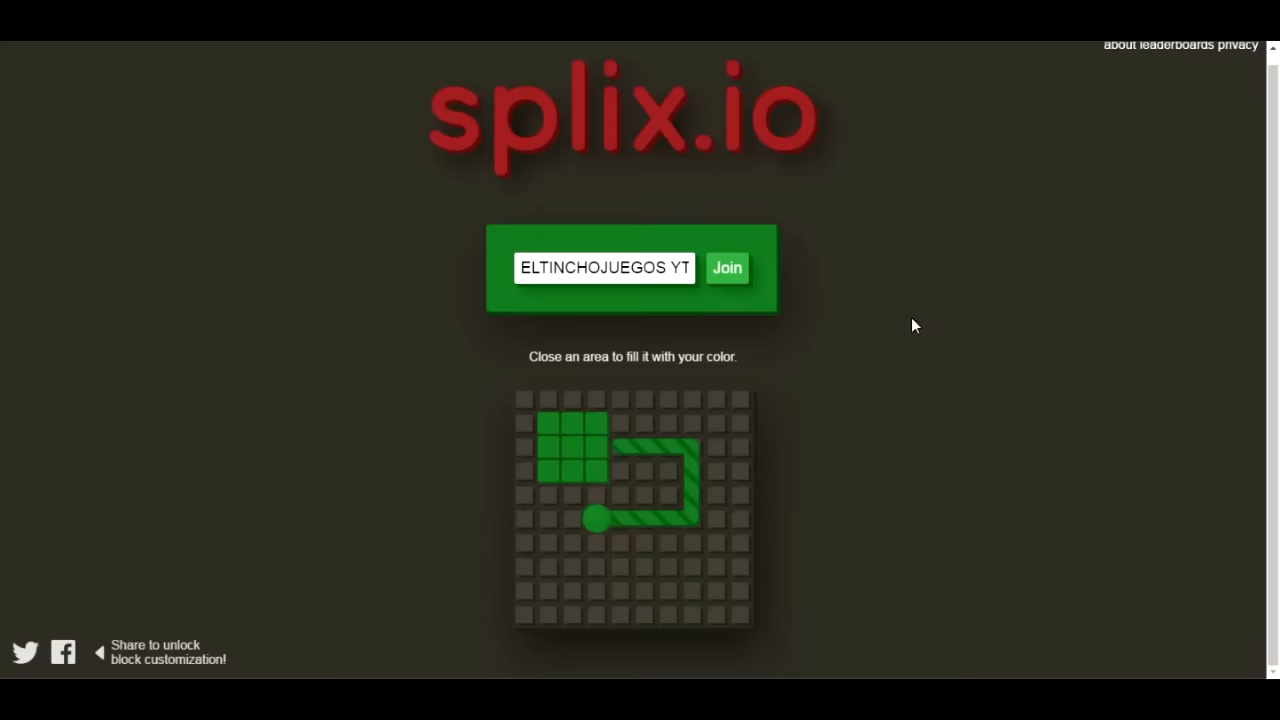 about leaderboards privacy
splix.io
ELTINCHOJUEGOS YT
Join
Close an area to fill it with your color.
Share to unlock
block customization!